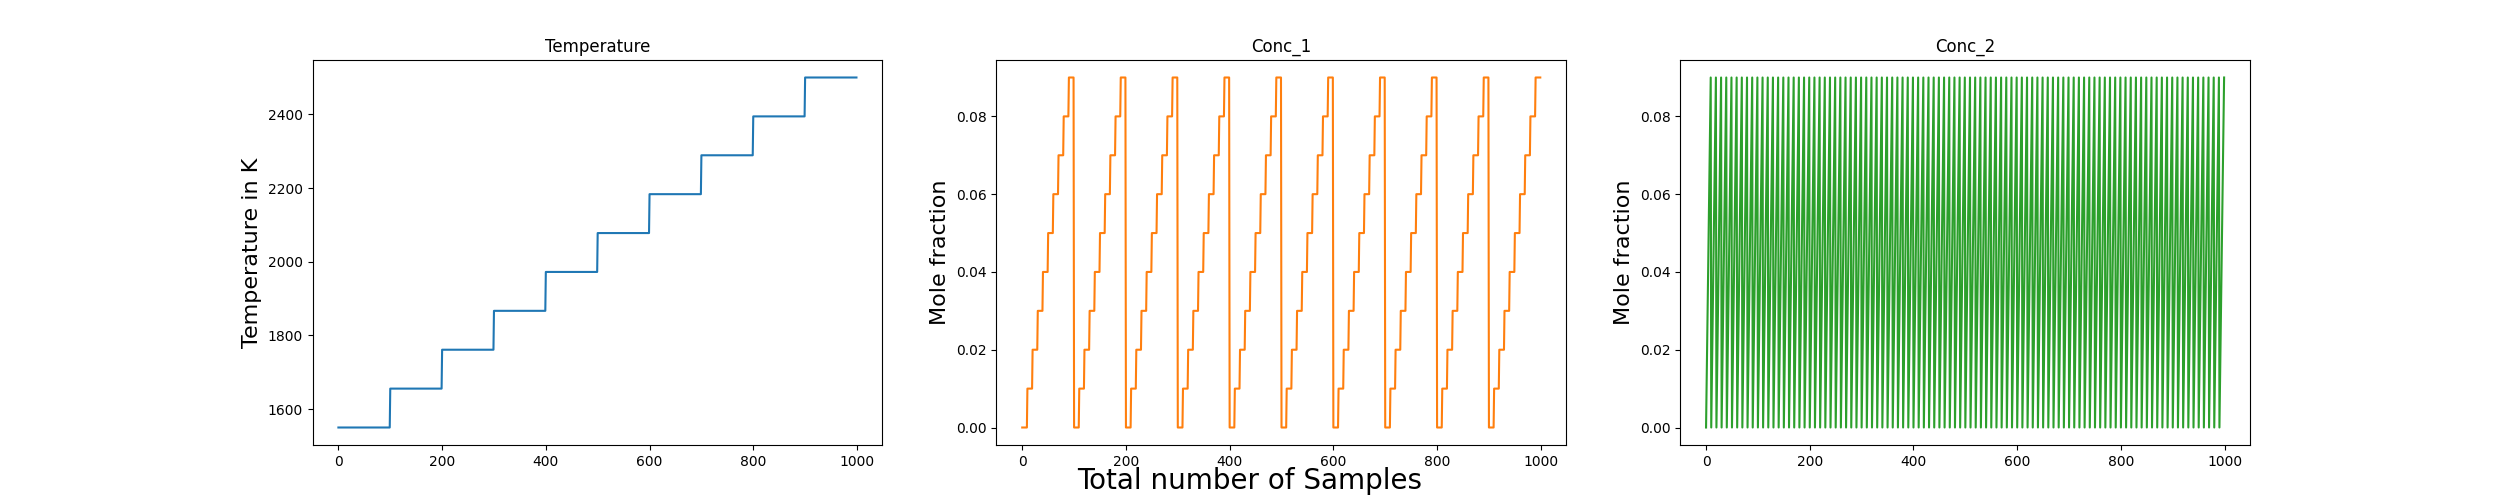 Temperature
Temperature in K
2400
2200
2000
1800
1600
0 200 400 600 800 1000
Conc_1
Mole fraction
0.08
0.06
0.04
0.02
0.00
0 200 400 600 800 1000
Conc_2
Mole fraction
0.08
0.06
0.04
0.02
0.00
0 200 400 600 800 1000
Total number of Samples